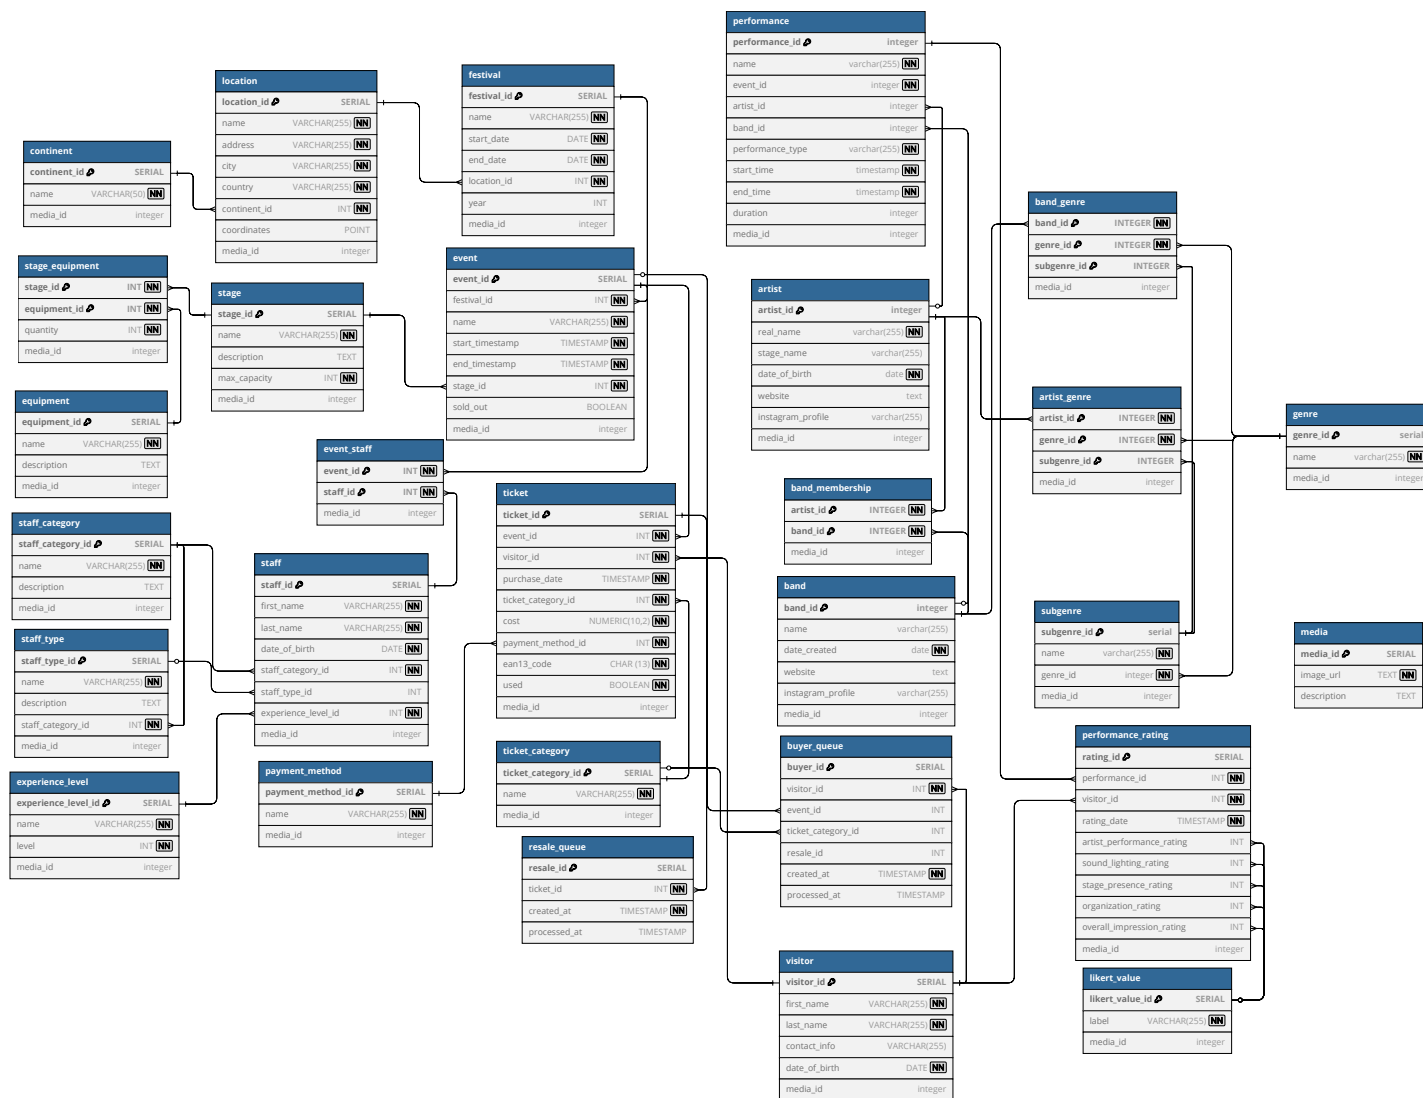 performance
performance_id integer
name varchar(255) NN
event_id integer NN
artist_id integer
band_id integer
performance_type varchar(255) NN
start_time timestamp NN
end_time timestamp NN
duration integer
media_id integer
location
location_id SERIAL
name VARCHAR(255) NN
address VARCHAR(255) NN
city VARCHAR(255) NN
country VARCHAR(255) NN
continent_id INT NN
coordinates POINT
media_id integer
festival
festival_id SERIAL
name VARCHAR(255) NN
start_date DATE NN
end_date DATE NN
location_id INT NN
year INT
media_id integer
continent
continent_id SERIAL
name VARCHAR(50) NN
media_id integer
band_genre
band_id INTEGER NN
genre_id INTEGER NN
subgenre_id INTEGER
media_id integer
stage_equipment
stage_id INT NN
equipment_id INT NN
quantity INT NN
media_id integer
stage
stage_id SERIAL
name VARCHAR(255) NN
description TEXT
max_capacity INT NN
media_id integer
event
event_id SERIAL
festival_id INT NN
name VARCHAR(255) NN
start_timestamp TIMESTAMP NN
end_timestamp TIMESTAMP NN
stage_id INT NN
sold_out BOOLEAN
media_id integer
artist
artist_id integer
real_name varchar(255) NN
stage_name varchar(255)
date_of_birth date NN
website text
instagram_profile varchar(255)
media_id integer
equipment
equipment_id SERIAL
name VARCHAR(255) NN
description TEXT
media_id integer
artist_genre
artist_id INTEGER NN
genre_id INTEGER NN
subgenre_id INTEGER
media_id integer
genre
genre_id serial
name varchar(255) NN
media_id integer
event_staff
event_id INT NN
staff_id INT NN
media_id integer
band_membership
artist_id INTEGER NN
band_id INTEGER NN
media_id integer
ticket
ticket_id SERIAL
event_id INT NN
visitor_id INT NN
purchase_date TIMESTAMP NN
ticket_category_id INT NN
cost NUMERIC(10,2) NN
payment_method_id INT NN
ean13_code CHAR (13) NN
used BOOLEAN NN
media_id integer
staff_category
staff_category_id SERIAL
name VARCHAR(255) NN
description TEXT
media_id integer
staff
staff_id SERIAL
first_name VARCHAR(255) NN
last_name VARCHAR(255) NN
date_of_birth DATE NN
staff_category_id INT NN
staff_type_id INT
experience_level_id INT NN
media_id integer
band
band_id integer
name varchar(255)
date_created date NN
website text
instagram_profile varchar(255)
media_id integer
subgenre
subgenre_id serial
name varchar(255) NN
genre_id integer NN
media_id integer
media
media_id SERIAL
image_url TEXT NN
description TEXT
staff_type
staff_type_id SERIAL
name VARCHAR(255) NN
description TEXT
staff_category_id INT NN
media_id integer
performance_rating
rating_id SERIAL
performance_id INT NN
visitor_id INT NN
rating_date TIMESTAMP NN
artist_performance_rating INT
sound_lighting_rating INT
stage_presence_rating INT
organization_rating INT
overall_impression_rating INT
media_id integer
buyer_queue
buyer_id SERIAL
visitor_id INT NN
event_id INT
ticket_category_id INT
resale_id INT
created_at TIMESTAMP NN
processed_at TIMESTAMP
ticket_category
ticket_category_id SERIAL
name VARCHAR(255) NN
media_id integer
payment_method
payment_method_id SERIAL
name VARCHAR(255) NN
media_id integer
experience_level
experience_level_id SERIAL
name VARCHAR(255) NN
level INT NN
media_id integer
resale_queue
resale_id SERIAL
ticket_id INT NN
created_at TIMESTAMP NN
processed_at TIMESTAMP
visitor
visitor_id SERIAL
first_name VARCHAR(255) NN
last_name VARCHAR(255) NN
contact_info VARCHAR(255)
date_of_birth DATE NN
media_id integer
likert_value
likert_value_id SERIAL
label VARCHAR(255) NN
media_id integer